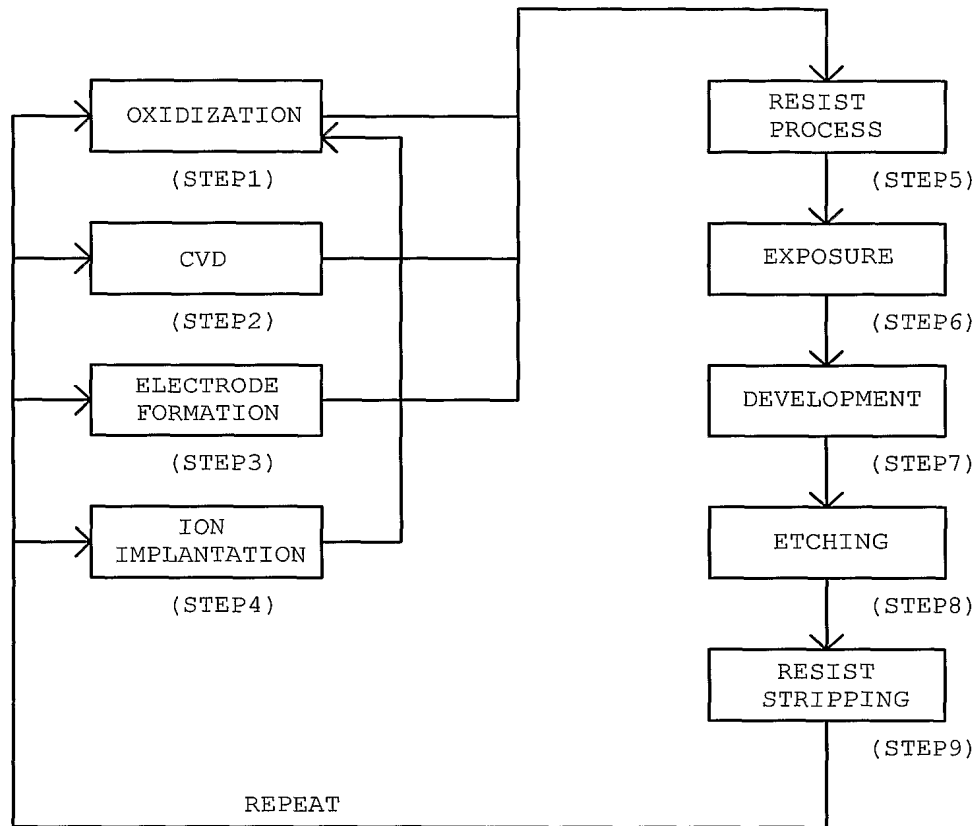 OXIDIZATION
(STEP1)
CVD
(STEP2)
ELECTRODE
FORMATION
(STEP3)
ION
IMPLANTATION
(STEP4)
RESIST
PROCESS
(STEP5)
EXPOSURE
(STEP6)
DEVELOPMENT
(STEP7)
ETCHING
(STEP8)
RESIST
STRIPPING
(STEP9)
REPEAT